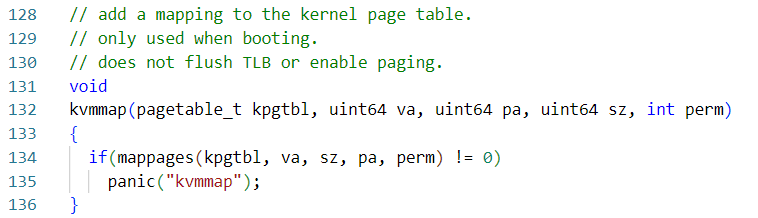 128 // add a mapping to the kernel page table.
129 // only used when booting.
130 // does not flush TLB or enable paging.
131 void
132 kvmmap(pagetable_t kpgtbl, uint64 va, uint64 pa, uint64 sz, int perm)
133 {
134   if(mappages(kpgtbl, va, sz, pa, perm) != 0)
135     panic("kvmmap");
136 }